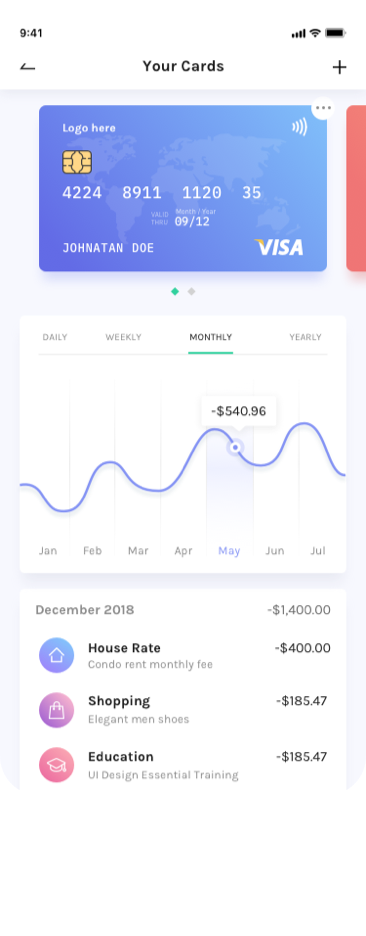 9:41
Your Cards
Logo here
4224 8911 1120 35
VALID THRU
Month / Year
09/12
JOHNATAN DOE
VISA
DAILY WEEKLY MONTHLY YEARLY
-$540.96
Jan Feb Mar Apr May Jun Jul
December 2018 -$1,400.00
House Rate -$400.00
Condo rent monthly fee
Shopping -$185.47
Elegant men shoes
Education -$185.47
UI Design Essential Training